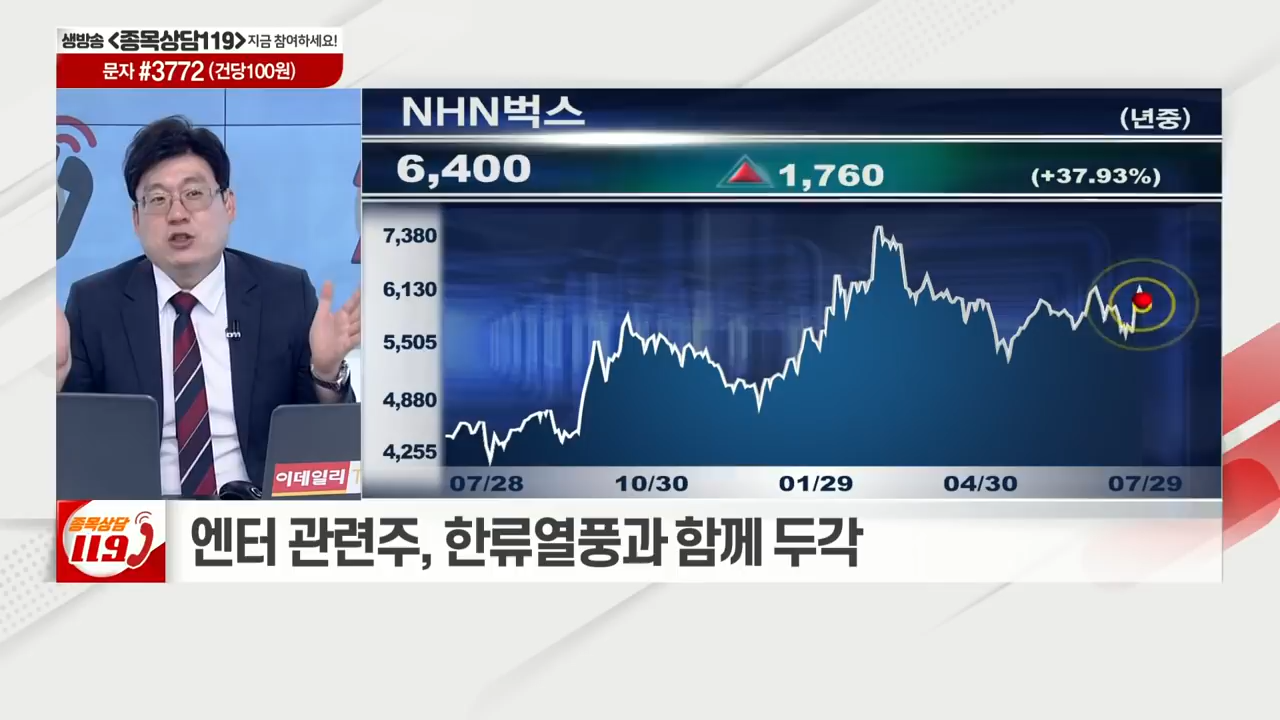 생방송 <종목상담119> 지금 참여하세요!
문자 #3772 (건당100원)
NHN벅스
(년중)
6,400
▲ 1,760
(+37.93%)
7,380
6,130
5,505
4,880
4,255
07/28
10/30
01/29
04/30
07/29
이데일리
종목상담
119
엔터 관련주, 한류열풍과 함께 두각